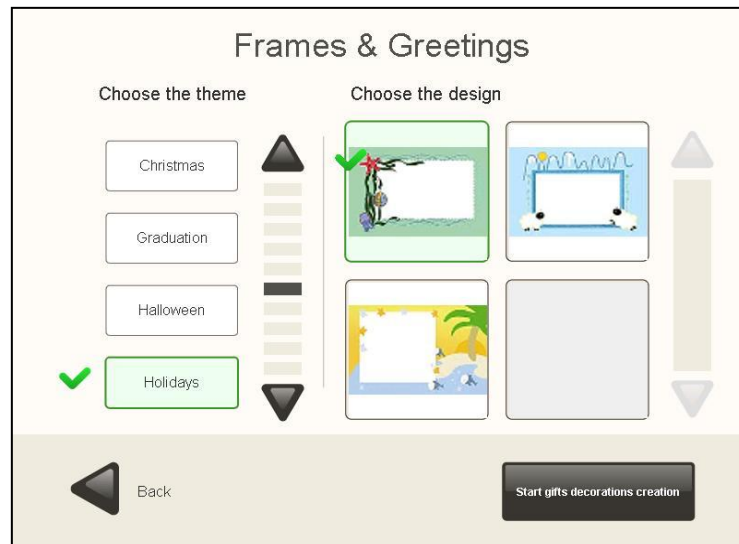 Frames & Greetings
Choose the theme
Choose the design
Christmas
Graduation
Halloween
Holidays
Back
Start gifts decorations creation